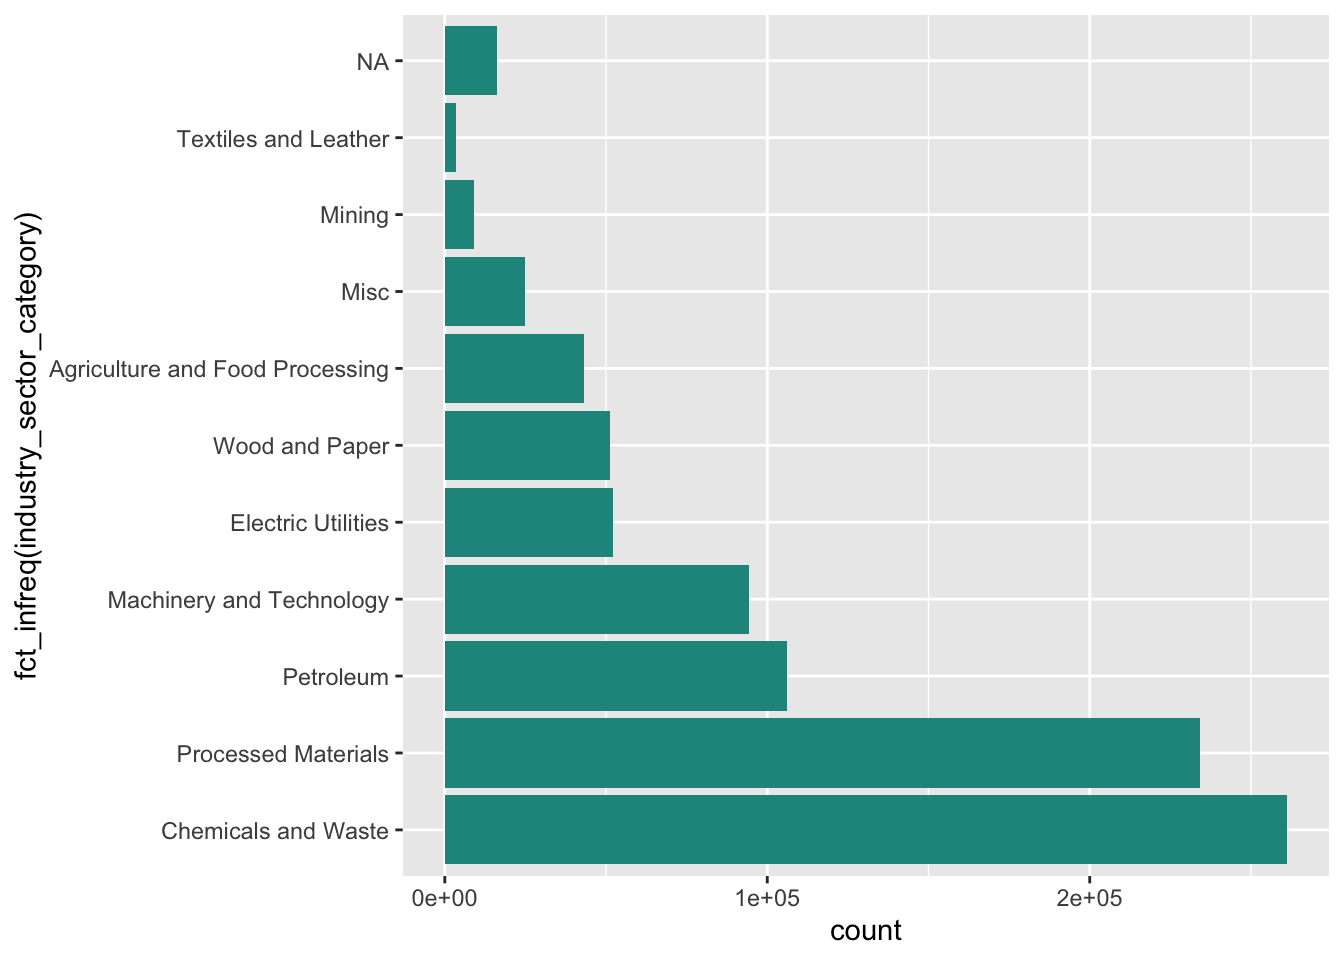 fct_infreq(industry_sector_category)
NA
Textiles and Leather
Mining
Misc
Agriculture and Food Processing
Wood and Paper
Electric Utilities
Machinery and Technology
Petroleum
Processed Materials
Chemicals and Waste
0e+00 1e+05 2e+05
count